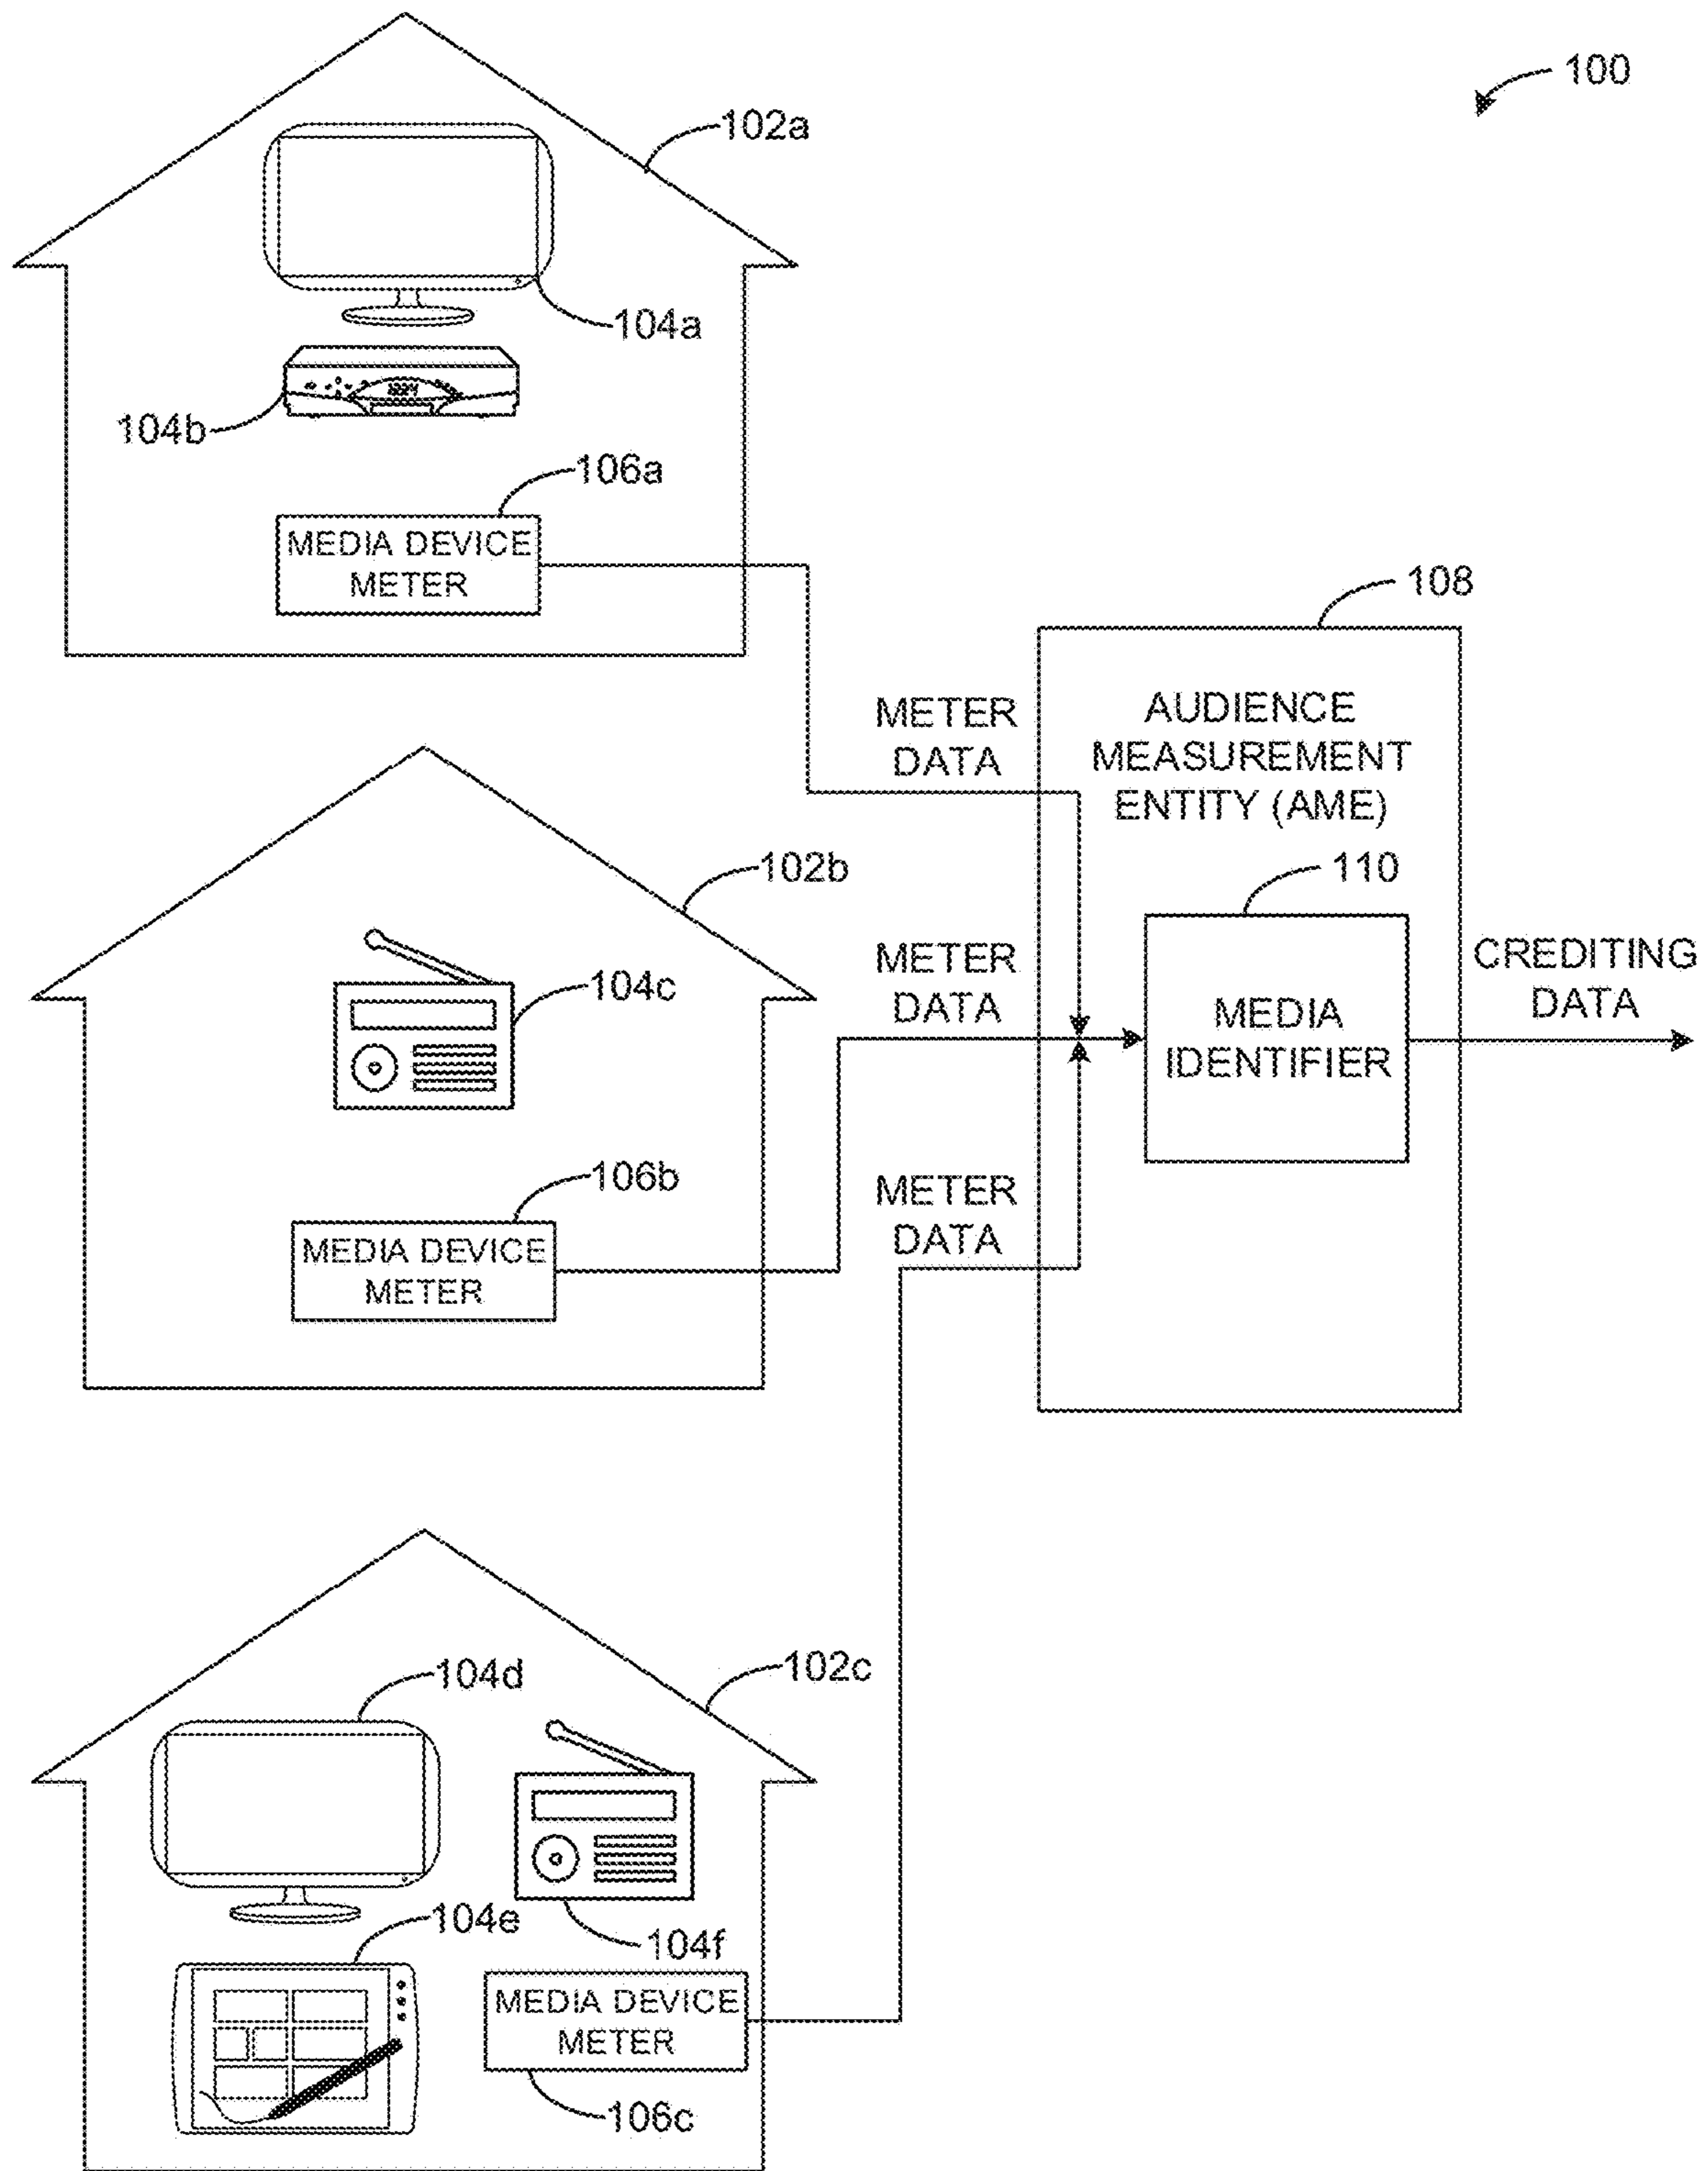 100
102a
104a
104b
106a
MEDIA DEVICE
METER
108
METER
DATA
AUDIENCE
MEASUREMENT
ENTITY (AME)
102b
110
104c
METER
DATA
MEDIA
IDENTIFIER
CREDITING
DATA
106b
METER
DATA
MEDIA DEVICE
METER
102c
104d
104e
104f
MEDIA DEVICE
METER
106c